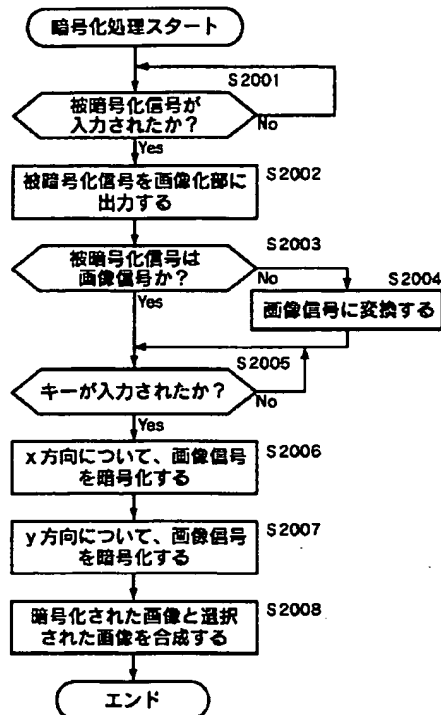 暗号化処理スタート
S2001
被暗号化信号が
入力されたか?
No
Yes
被暗号化信号を画像化部に
出力する
S2002
被暗号化信号は
画像信号か?
S2003
No
Yes
S2004
画像信号に変換する
S2005
キーが入力されたか?
No
Yes
x方向について、画像信号
を暗号化する
S2006
y方向について、画像信号
を暗号化する
S2007
暗号化された画像と選択
された画像を合成する
S2008
エンド